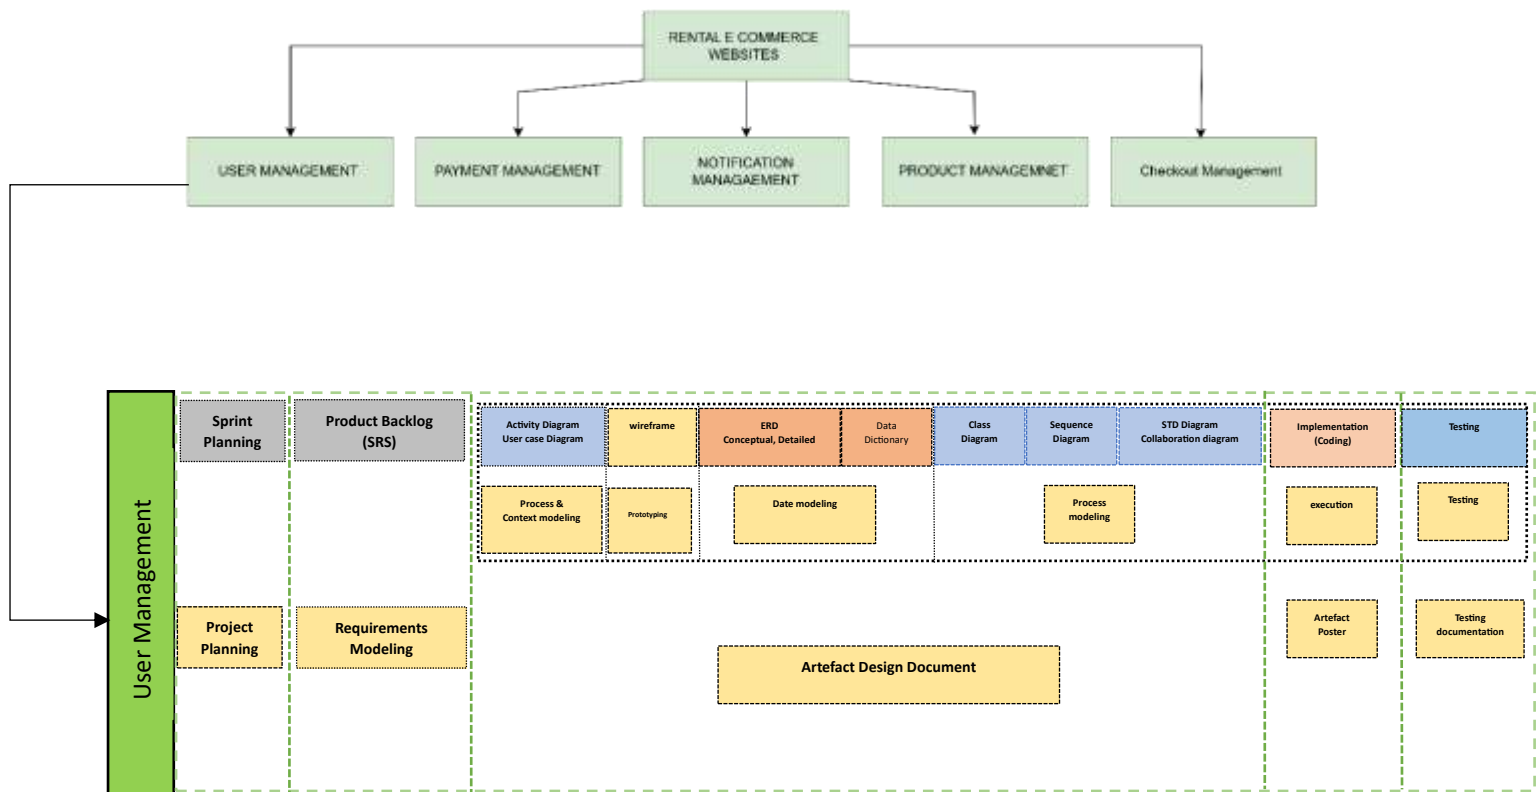 RENTAL E COMMERCE
WEBSITES
USER MANAGEMENT
PAYMENT MANAGEMENT
NOTIFICATION
MANAGAEMENT
PRODUCT MANAGEMNET
Checkout Management
User Management
Sprint
Planning
Product Backlog
(SRS)
Activity Diagram
User case Diagram
wireframe
ERD
Conceptual, Detailed
Data
Dictionary
Class
Diagram
Sequence
Diagram
STD Diagram
Collaboration diagram
Implementation
(Coding)
Testing
Process &
Context modeling
Prototyping
Date modeling
Process
modeling
execution
Testing
Project
Planning
Requirements
Modeling
Artefact Design Document
Artefact
Poster
Testing
documentation